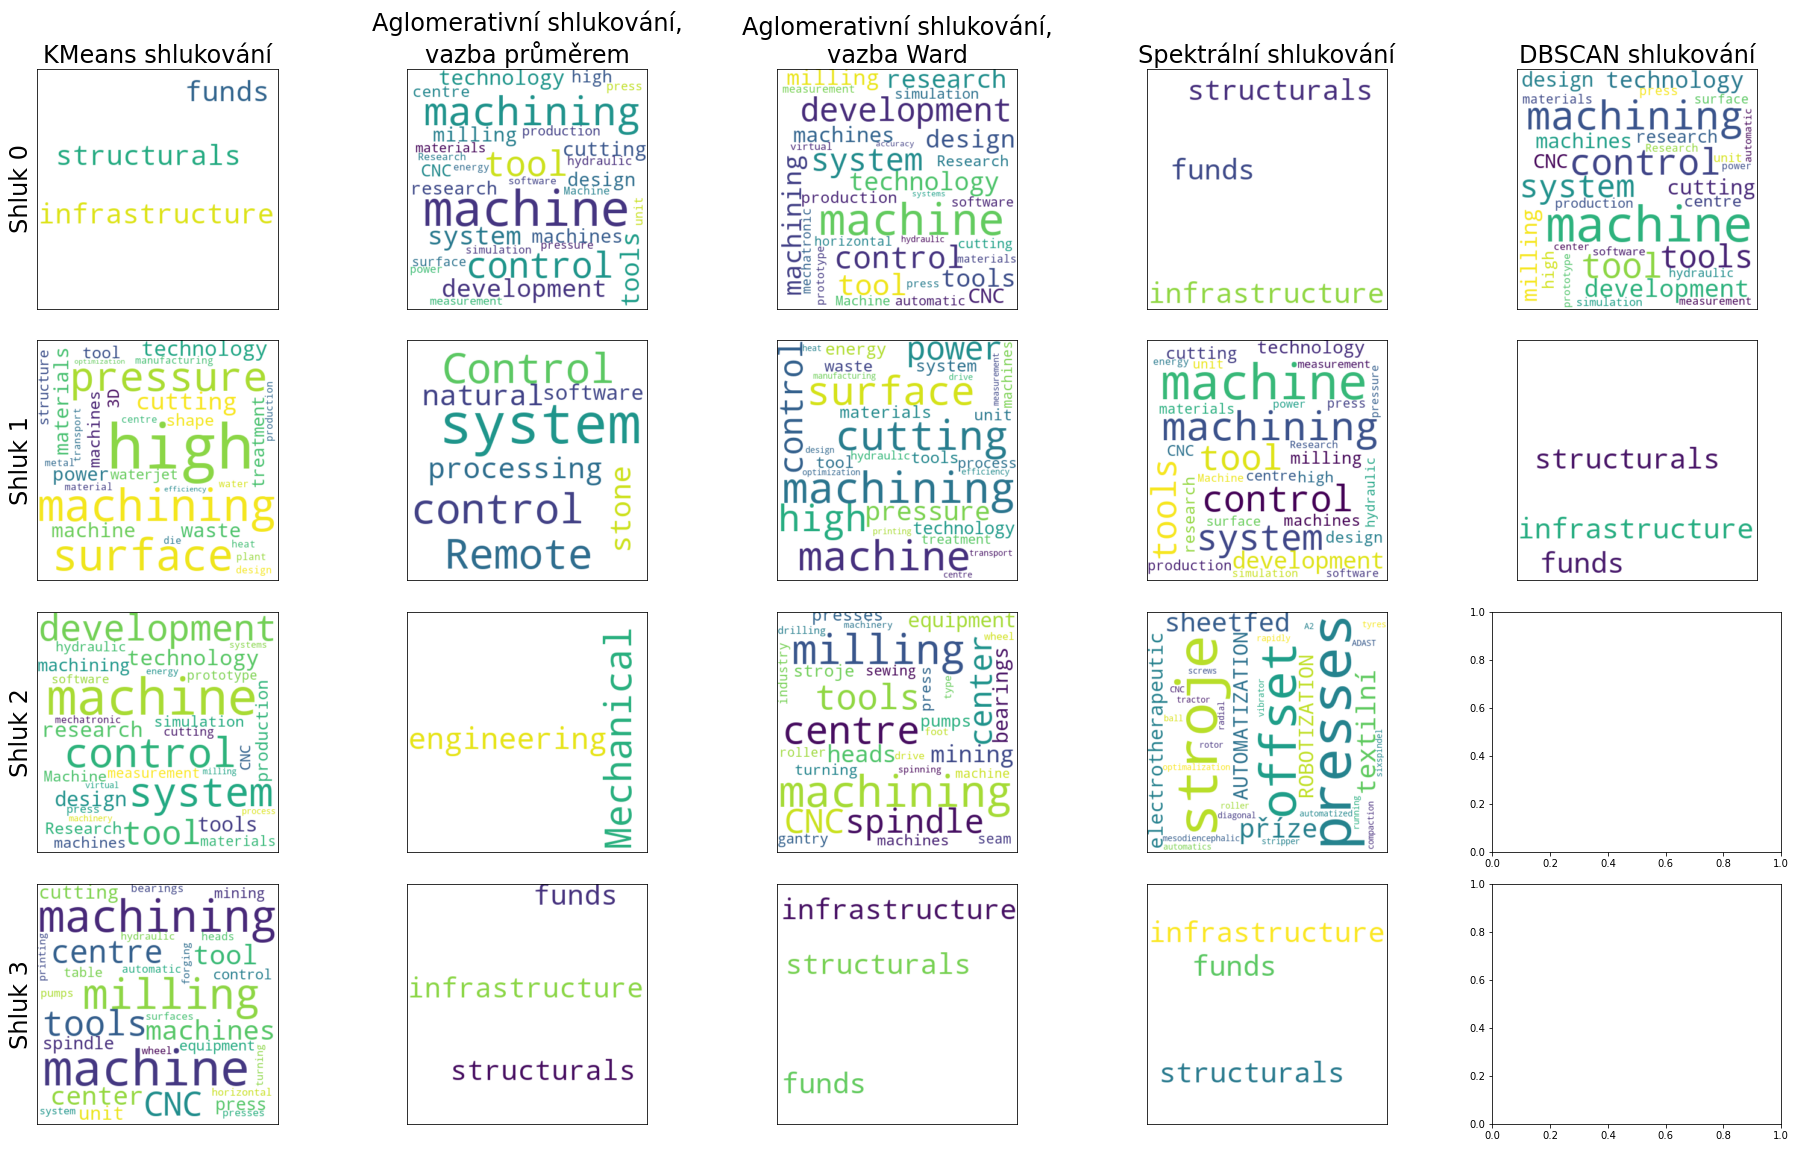 KMeans shlukování
Aglomerativní shlukování,
vazba průměrem
Aglomerativní shlukování,
vazba Ward
Spektrální shlukování
DBSCAN shlukování
Shluk 0
funds
structurals
infrastructure
technology high
centre press
machining
milling production
materials cutting
Research tool hydraulic
CNC energy
research software design
Machine
machine unit
system machines
simulation pressure
surface control tools
power
development
measurement
milling research
measurement simulation
development
machines design
virtual accuracy
system Research
machining technology
production systems software
mechatronic machine
prototype horizontal hydraulic cutting
control materials
tool press tools
Machine automatic CNC
structurals
funds
infrastructure
design technology
materials press surface
machining automatic
machines research
Research
CNC control unit power
system cutting
production centre
milling machine
high center software tools
prototype tool hydraulic
development
simulation measurement
Shluk 1
structure tool technology
optimization manufacturing
materials pressure
machines 3D cutting
transport centre shape treatment production
metal high
power waterjet
material efficiency water
machining
machine waste
die heat
surface plant
design
Control
natural software
system
processing
control stone
Remote
control heat energy power
waste system measurement machines
manufacturing drive
surface
materials unit
cutting
design hydraulic
tool tools process
optimization efficiency
machining
high pressure
printing technology
treatment
machine transport
centre
cutting technology
energy unit measurement pressure
machine
materials power press
machining
CNC Research
tools tool milling
Machine centre high hydraulic
research control
surface machines
system design
production development
simulation software
structurals
infrastructure
funds
Shluk 2
development
hydraulic systems
machining technology
energy
software prototype
machine production
mechatronic simulation
research cutting
control CNC
Machine measurement milling
virtual
design system
press process
machinery
Research tool tools
machines materials
engineering
Mechanical
presses equipment
drilling machinery wheel
industry milling center
stroje sewing bearings
tools press type
centre pumps
foot
roller heads drive mining
turning spinning machine
machining
CNC spindle
gantry machines seam
sheetfed A2 tyres
electrotherapeutic rapidly ADAST
stroje AUTOMATIZATION offset ROBOTIZATION presses textilní
screws
CNC vibrator
tractor radial
ball
rotor sixspindel
optimalization
roller
diagonal automatized running
mesodiencephalic příze compaction
automatics stripper
1.0
0.8
0.6
0.4
0.2
0.0
0.0 0.2 0.4 0.6 0.8 1.0
Shluk 3
cutting bearings mining
machining
hydraulic heads
printing centre forging tool
table automatic control
pumps milling
tools surfaces machines
spindle wheel equipment
machine turning
center horizontal
CNC press
system unit presses
funds
infrastructure
structurals
infrastructure
structurals
funds
infrastructure
funds
structurals
1.0
0.8
0.6
0.4
0.2
0.0
0.0 0.2 0.4 0.6 0.8 1.0